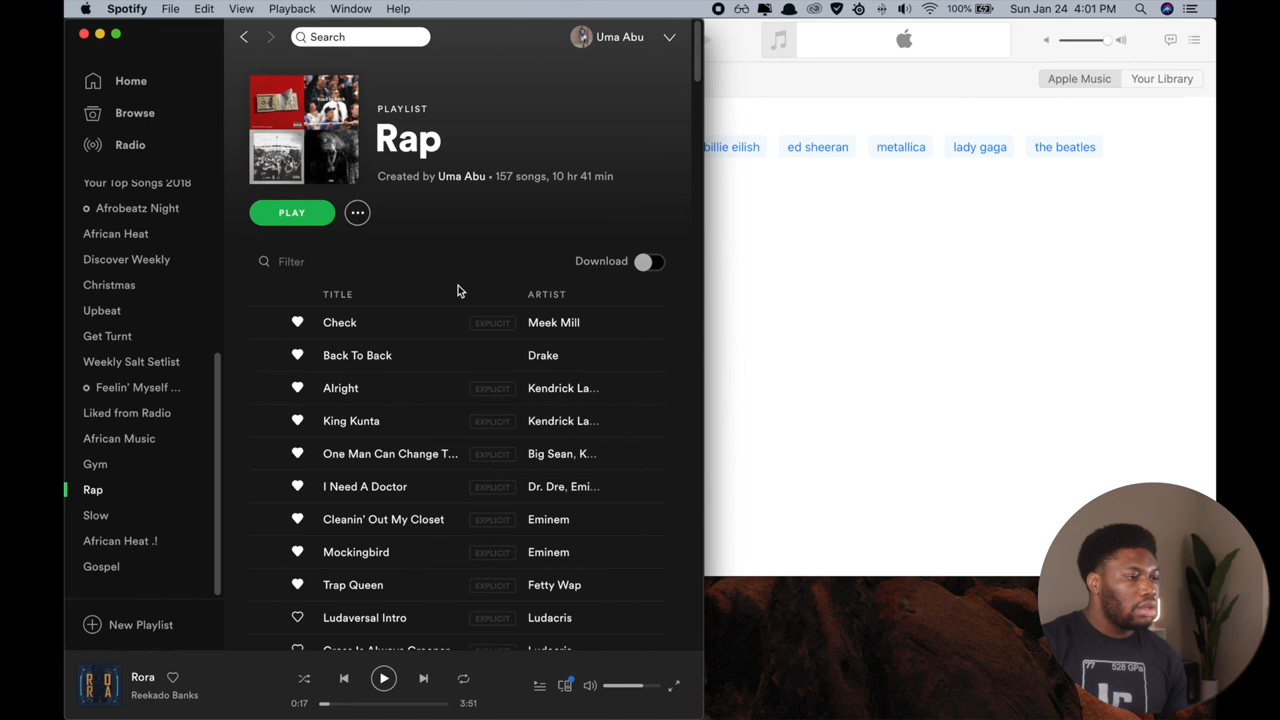 Spotify File Edit View Playback Window Help 100% Sun Jan 24 4:01 PM
Search
Uma Abu
Home
Browse
Radio
Your Top Songs 2018
Afrobeatz Night
African Heat
Discover Weekly
Christmas
Upbeat
Get Turnt
Weekly Salt Setlist
Feelin' Myself ...
Liked from Radio
African Music
Gym
Rap
Slow
African Heat .!
Gospel
New Playlist
PLAYLIST
Rap
Created by Uma Abu • 157 songs, 10 hr 41 min
PLAY
Filter
Download
TITLE ARTIST
Check EXPLICIT Meek Mill
Back To Back Drake
Alright EXPLICIT Kendrick La...
King Kunta EXPLICIT Kendrick La...
One Man Can Change T... EXPLICIT Big Sean, K...
I Need A Doctor EXPLICIT Dr. Dre, Emi...
Cleanin' Out My Closet EXPLICIT Eminem
Mockingbird EXPLICIT Eminem
Trap Queen EXPLICIT Fetty Wap
Ludaversal Intro EXPLICIT Ludacris
Rora
Reekado Banks
0:17 3:51
Apple Music Your Library
billie eilish ed sheeran metallica lady gaga the beatles
77 528 GPa
Ir